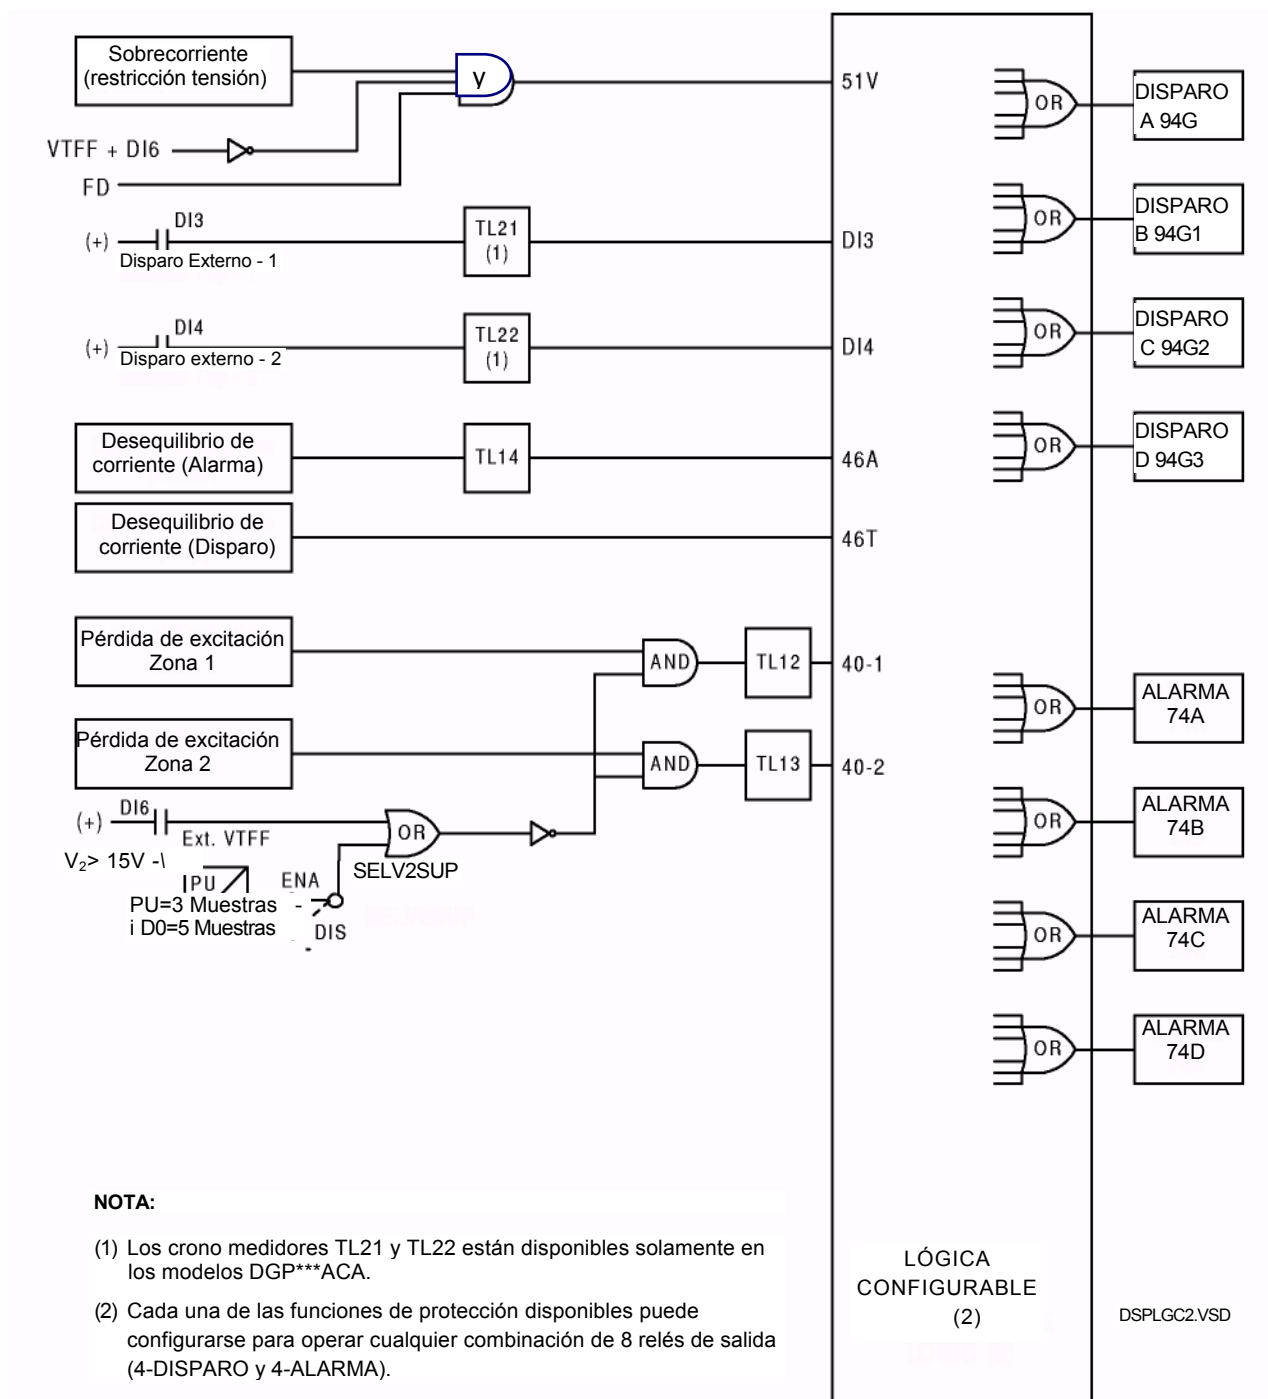 Sobrecorriente
(restricción tensión)
y
51V
OR
DISPARO
A 94G
VTFF + DI6
FD
DI3
(+)
Disparo Externo - 1
TL21
(1)
DI3
OR
DISPARO
B 94G1
DI4
(+)
Disparo externo - 2
TL22
(1)
DI4
OR
DISPARO
C 94G2
Desequilibrio de
corriente (Alarma)
TL14
46A
OR
DISPARO
D 94G3
Desequilibrio de
corriente (Disparo)
46T
Pérdida de excitación
Zona 1
AND
TL12
40-1
OR
ALARMA
74A
Pérdida de excitación
Zona 2
AND
TL13
40-2
DI6
(+)
Ext. VTFF
OR
SELV2SUP
OR
ALARMA
74B
V₂> 15V -\
IPU
ENA
PU=3 Muestras -
i D0=5 Muestras
DIS
OR
ALARMA
74C
OR
ALARMA
74D
NOTA:
(1) Los crono medidores TL21 y TL22 están disponibles solamente en
los modelos DGP***ACA.
(2) Cada una de las funciones de protección disponibles puede
configurarse para operar cualquier combinación de 8 relés de salida
(4-DISPARO y 4-ALARMA).
LÓGICA
CONFIGURABLE
(2)
DSPLGC2.VSD